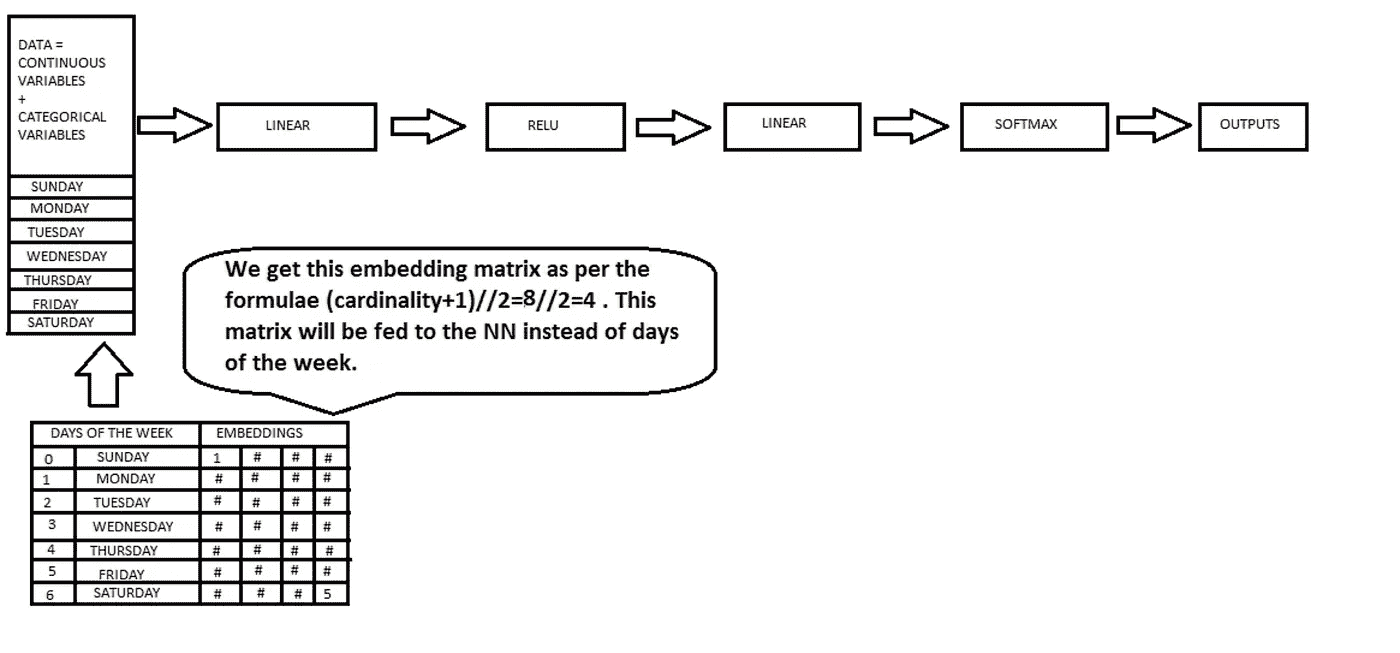 DATA =
CONTINUOUS
VARIABLES
+
CATEGORICAL
VARIABLES
SUNDAY
MONDAY
TUESDAY
WEDNESDAY
THURSDAY
FRIDAY
SATURDAY
LINEAR
RELU
LINEAR
SOFTMAX
OUTPUTS
We get this embedding matrix as per the
formulae (cardinality+1)//2=8//2=4 . This
matrix will be fed to the NN instead of days
of the week.
DAYS OF THE WEEK EMBEDDINGS
0 SUNDAY 1 # # #
1 MONDAY # # # #
2 TUESDAY # # # #
3 WEDNESDAY # # # #
4 THURSDAY # # # #
5 FRIDAY # # # #
6 SATURDAY # # # 5